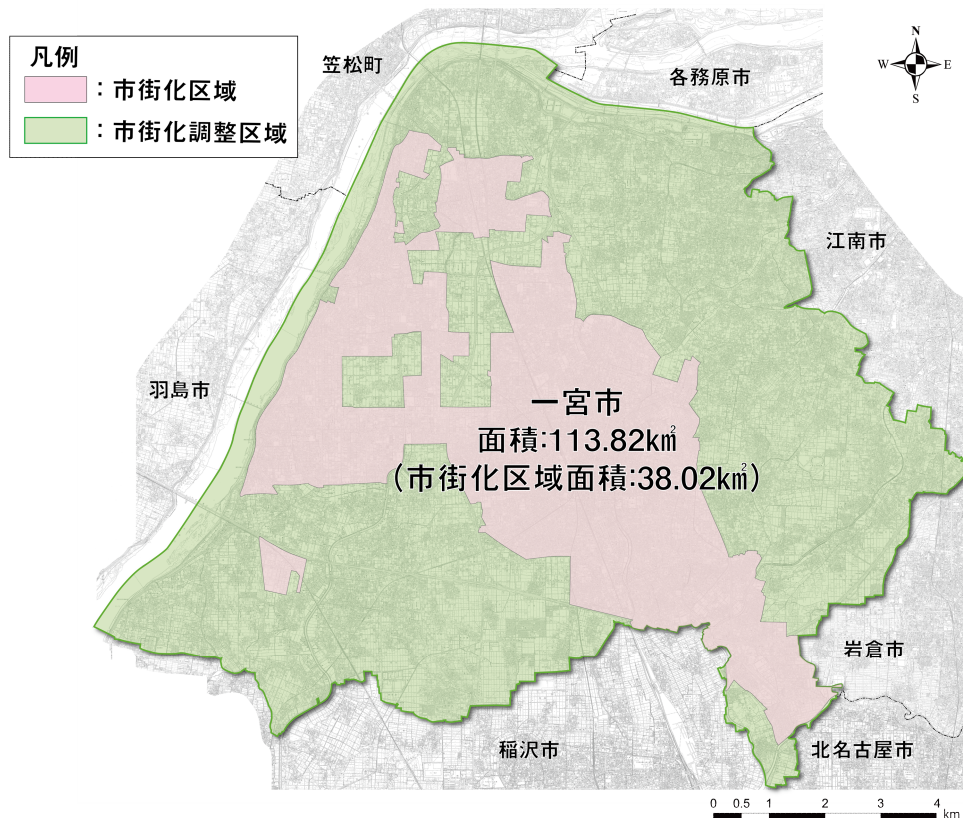 凡例
：市街化区域
：市街化調整区域
笠松町
各務原市
N
W E
S
江南市
羽島市
一宮市
面積:113.82k㎡
（市街化区域面積:38.02k㎡）
岩倉市
稲沢市
北名古屋市
0 0.5 1 2 3 4
km